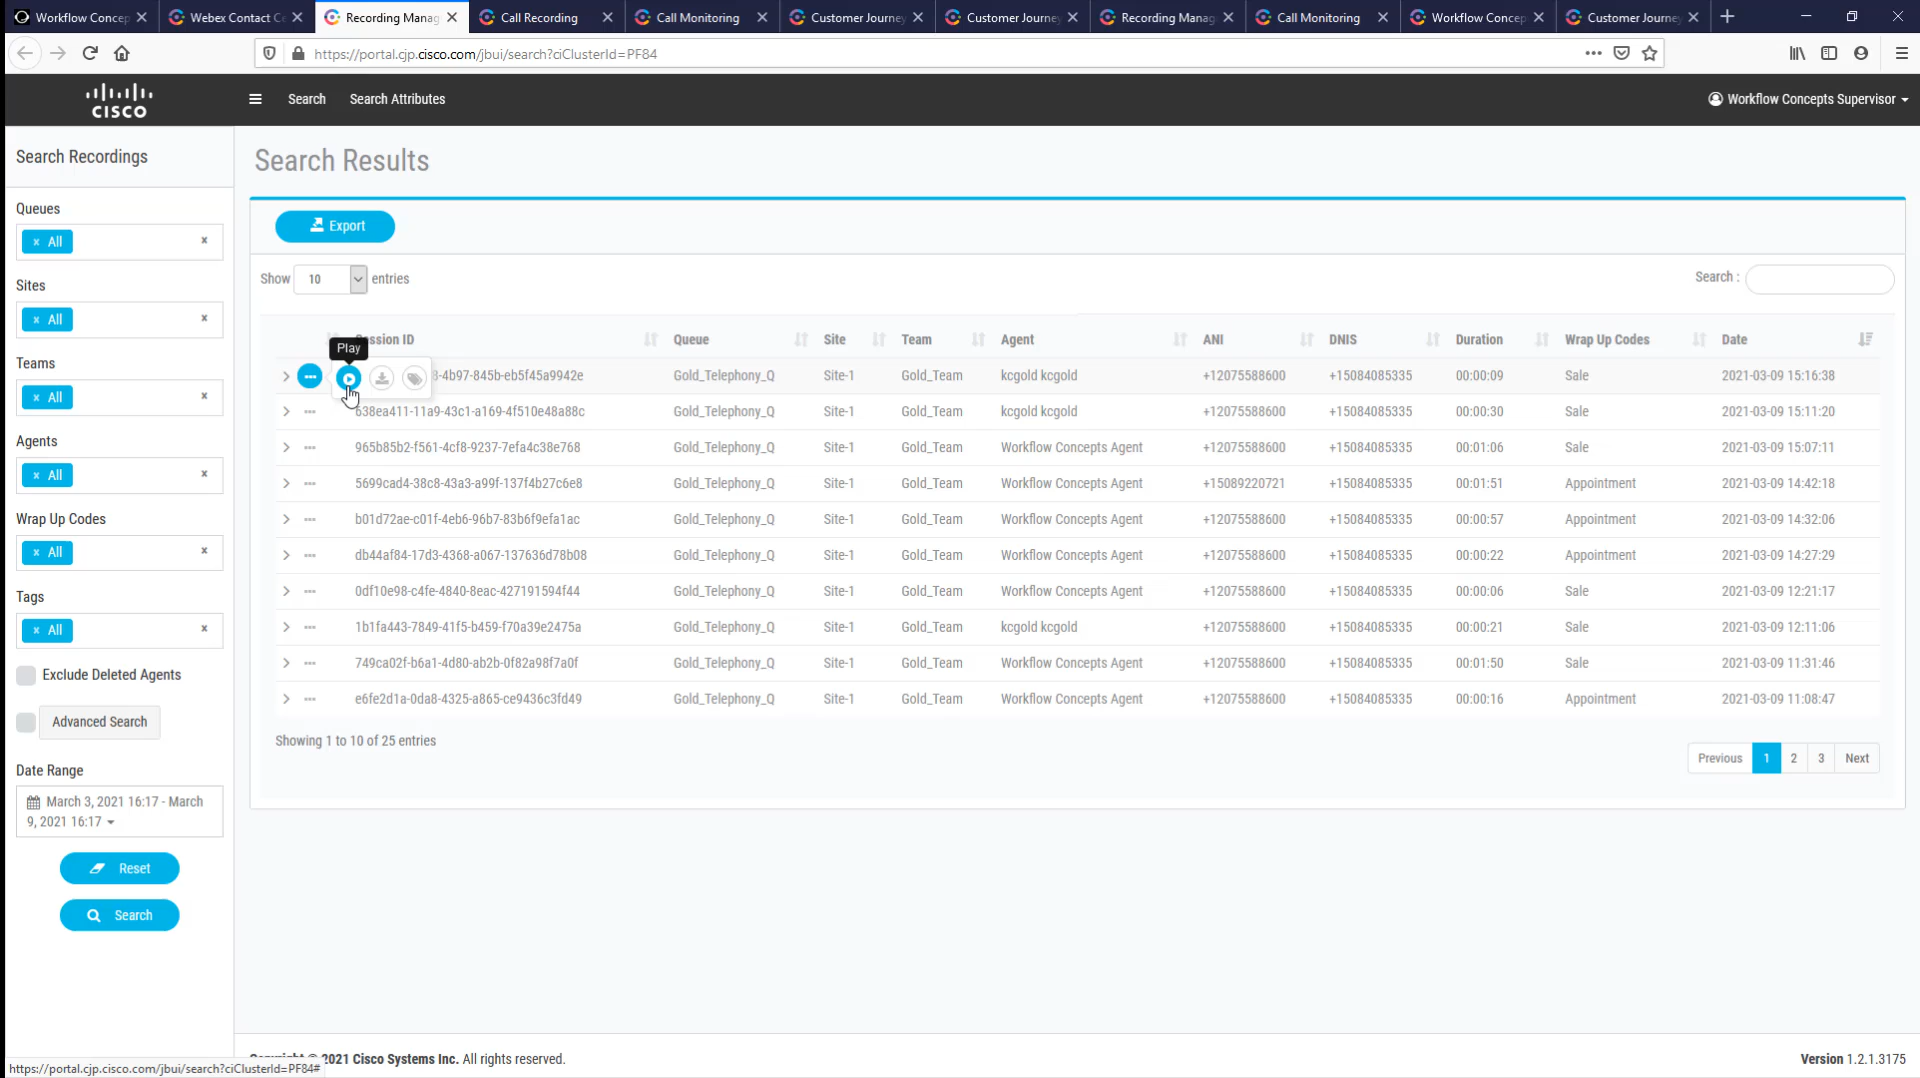 Workflow Concep
Webex Contact Ce
Recording Manag
Call Recording
Call Monitoring
Customer Journey
Customer Journe
Recording Manag
Call Monitoring
Workflow Concep
Customer Journey
https://portal.cjp.cisco.com/jbui/search?ciClusterId=PF84
CISCO
Search
Search Attributes
Workflow Concepts Supervisor
Search Recordings
Queues
× All ×
Sites
× All ×
Teams
× All ×
Agents
× All ×
Wrap Up Codes
× All ×
Tags
× All ×
Exclude Deleted Agents
Advanced Search
Date Range
March 3, 2021 16:17 - March
9, 2021 16:17
Reset
Search
Search Results
Export
Show 10 entries
Search :
Session ID Queue Site Team Agent ANI DNIS Duration Wrap Up Codes Date
Play
-4b97-845b-eb5f45a9942e Gold_Telephony_Q Site-1 Gold_Team kcgold kcgold +12075588600 +15084085335 00:00:09 Sale 2021-03-09 15:16:38
638ea411-11a9-43c1-a169-4f510e48a88c Gold_Telephony_Q Site-1 Gold_Team kcgold kcgold +12075588600 +15084085335 00:00:30 Sale 2021-03-09 15:11:20
965b85b2-f561-4cf8-9237-7efa4c38e768 Gold_Telephony_Q Site-1 Gold_Team Workflow Concepts Agent +12075588600 +15084085335 00:01:06 Sale 2021-03-09 15:07:11
5699cad4-38c8-43a3-a99f-137f4b27c6e8 Gold_Telephony_Q Site-1 Gold_Team Workflow Concepts Agent +15089220721 +15084085335 00:01:51 Appointment 2021-03-09 14:42:18
b01d72ae-c01f-4eb6-96b7-83b6f9efa1ac Gold_Telephony_Q Site-1 Gold_Team Workflow Concepts Agent +12075588600 +15084085335 00:00:57 Appointment 2021-03-09 14:32:06
db44af84-17d3-4368-a067-137636d78b08 Gold_Telephony_Q Site-1 Gold_Team Workflow Concepts Agent +12075588600 +15084085335 00:00:22 Appointment 2021-03-09 14:27:29
0df10e98-c4fe-4840-8eac-427191594f44 Gold_Telephony_Q Site-1 Gold_Team Workflow Concepts Agent +12075588600 +15084085335 00:00:06 Sale 2021-03-09 12:21:17
1b1fa443-7849-41f5-b459-f70a39e2475a Gold_Telephony_Q Site-1 Gold_Team kcgold kcgold +12075588600 +15084085335 00:00:21 Sale 2021-03-09 12:11:06
749ca02f-b6a1-4d80-ab2b-0f82a98f7a0f Gold_Telephony_Q Site-1 Gold_Team Workflow Concepts Agent +12075588600 +15084085335 00:01:50 Sale 2021-03-09 11:31:46
e6fe2d1a-0da8-4325-a865-ce9436c3fd49 Gold_Telephony_Q Site-1 Gold_Team Workflow Concepts Agent +12075588600 +15084085335 00:00:16 Appointment 2021-03-09 11:08:47
Showing 1 to 10 of 25 entries
Previous 1 2 3 Next
Copyright © 2021 Cisco Systems Inc. All rights reserved.
Version 1.2.1.3175
https://portal.cjp.cisco.com/jbui/search?ciClusterId=PF84#